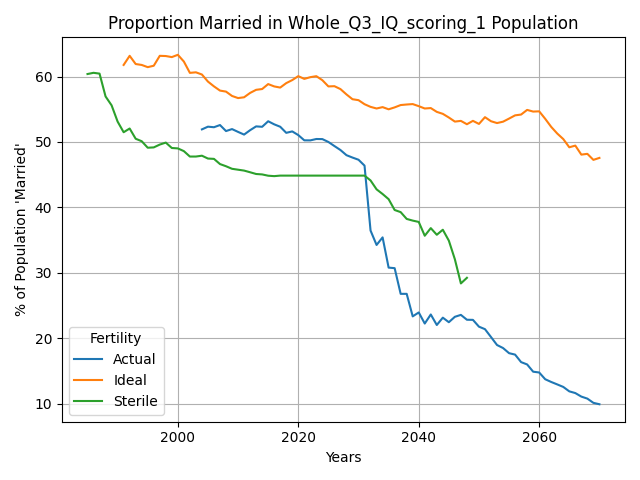 Proportion Married in Whole_Q3_IQ_scoring_1 Population
% of Population 'Married'
60
50
40
30
20
10
Fertility
Actual
Ideal
Sterile
2000 2020 2040 2060
Years